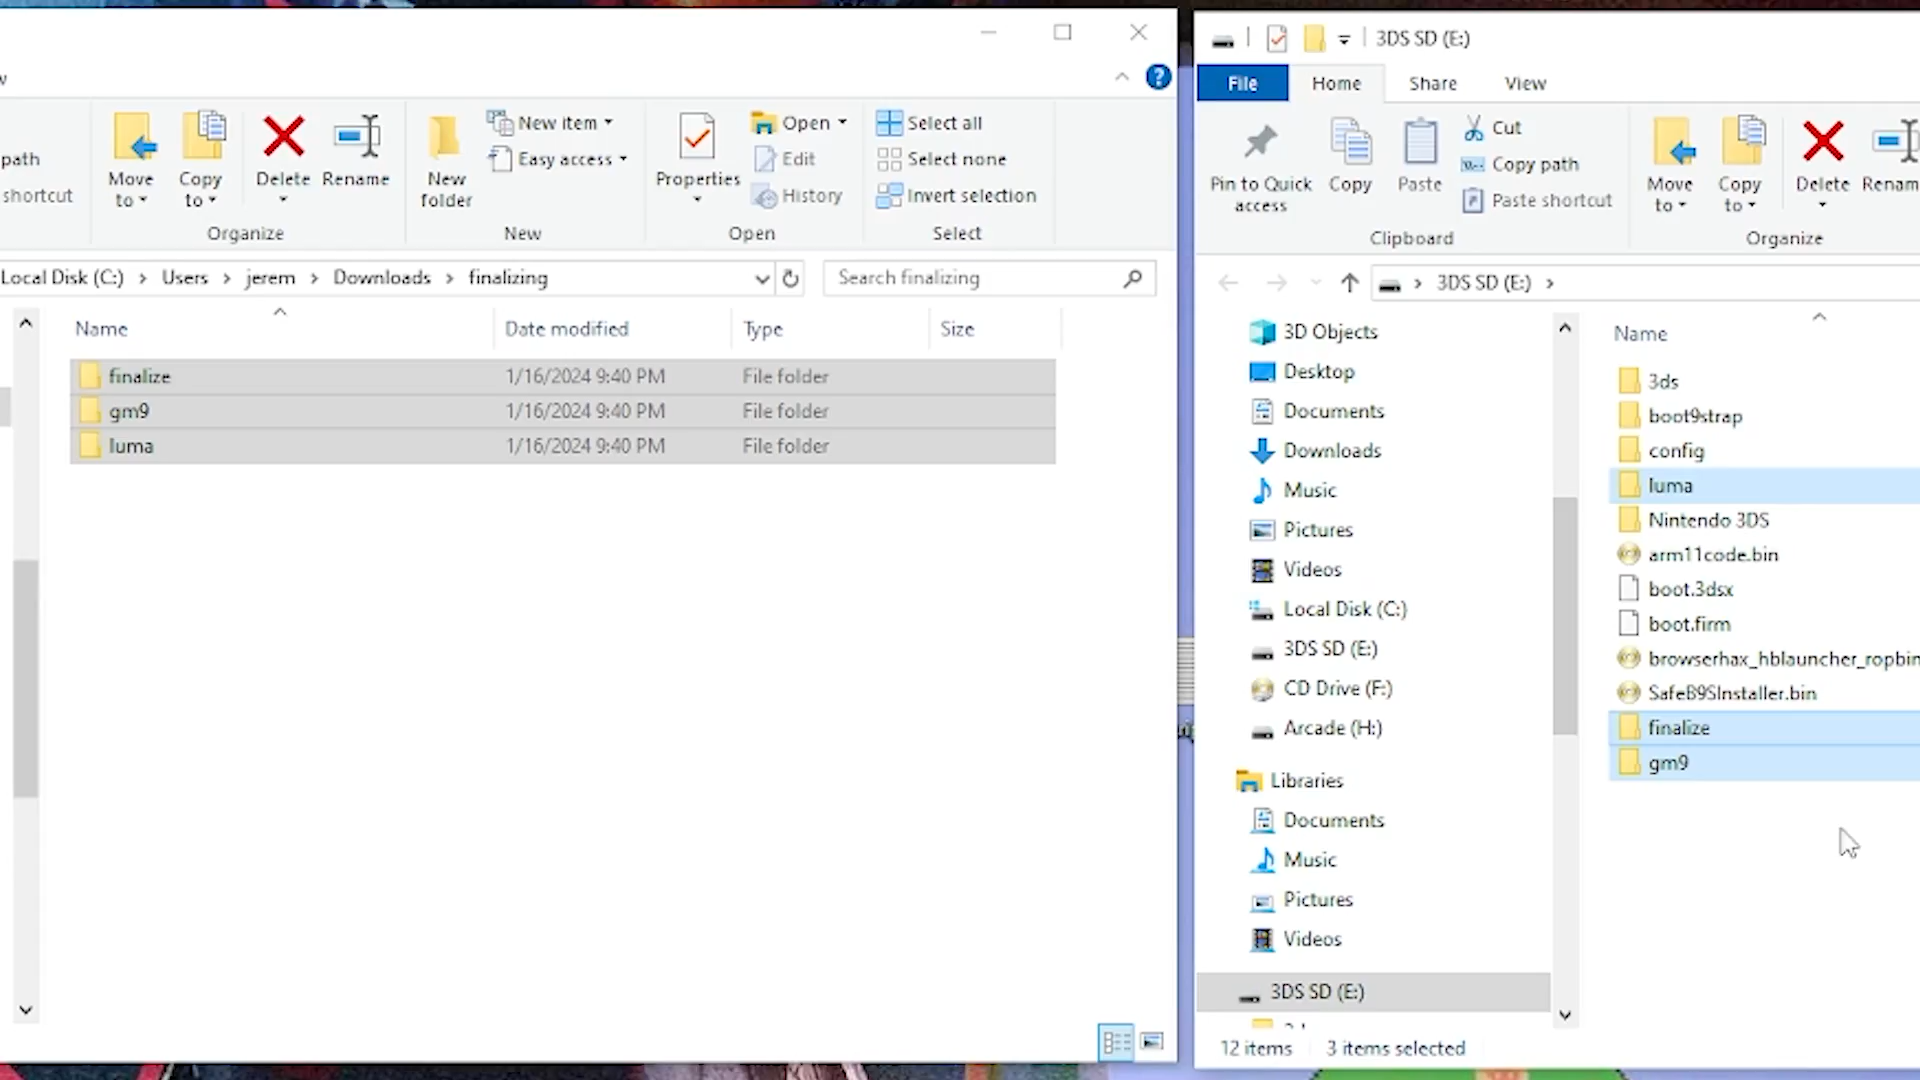 path
shortcut
Move
to
Copy
to
Delete
Rename
Organize
New
folder
New item
Easy access
New
Properties
Open
Edit
History
Open
Select all
Select none
Invert selection
Select
Local Disk (C:) > Users > jerem > Downloads > finalizing
Search finalizing
Name Date modified Type Size
finalize 1/16/2024 9:40 PM File folder
gm9 1/16/2024 9:40 PM File folder
luma 1/16/2024 9:40 PM File folder
3DS SD (E:)
File Home Share View
Pin to Quick
access
Copy
Paste
Cut
Copy path
Paste shortcut
Clipboard
Move
to
Copy
to
Delete
Renam
Organize
> 3DS SD (E:) >
3D Objects
Desktop
Documents
Downloads
Music
Pictures
Videos
Local Disk (C:)
3DS SD (E:)
CD Drive (F:)
Arcade (H:)
Libraries
Documents
Music
Pictures
Videos
3DS SD (E:)
Name
3ds
boot9strap
config
luma
Nintendo 3DS
arm11code.bin
boot.3dsx
boot.firm
browserhax_hblauncher_ropbin
SafeB9SInstaller.bin
finalize
gm9
12 items 3 items selected